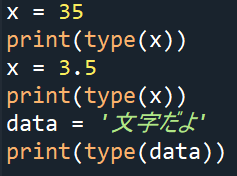 x = 35
print(type(x))
x = 3.5
print(type(x))
data = '文字だよ'
print(type(data))